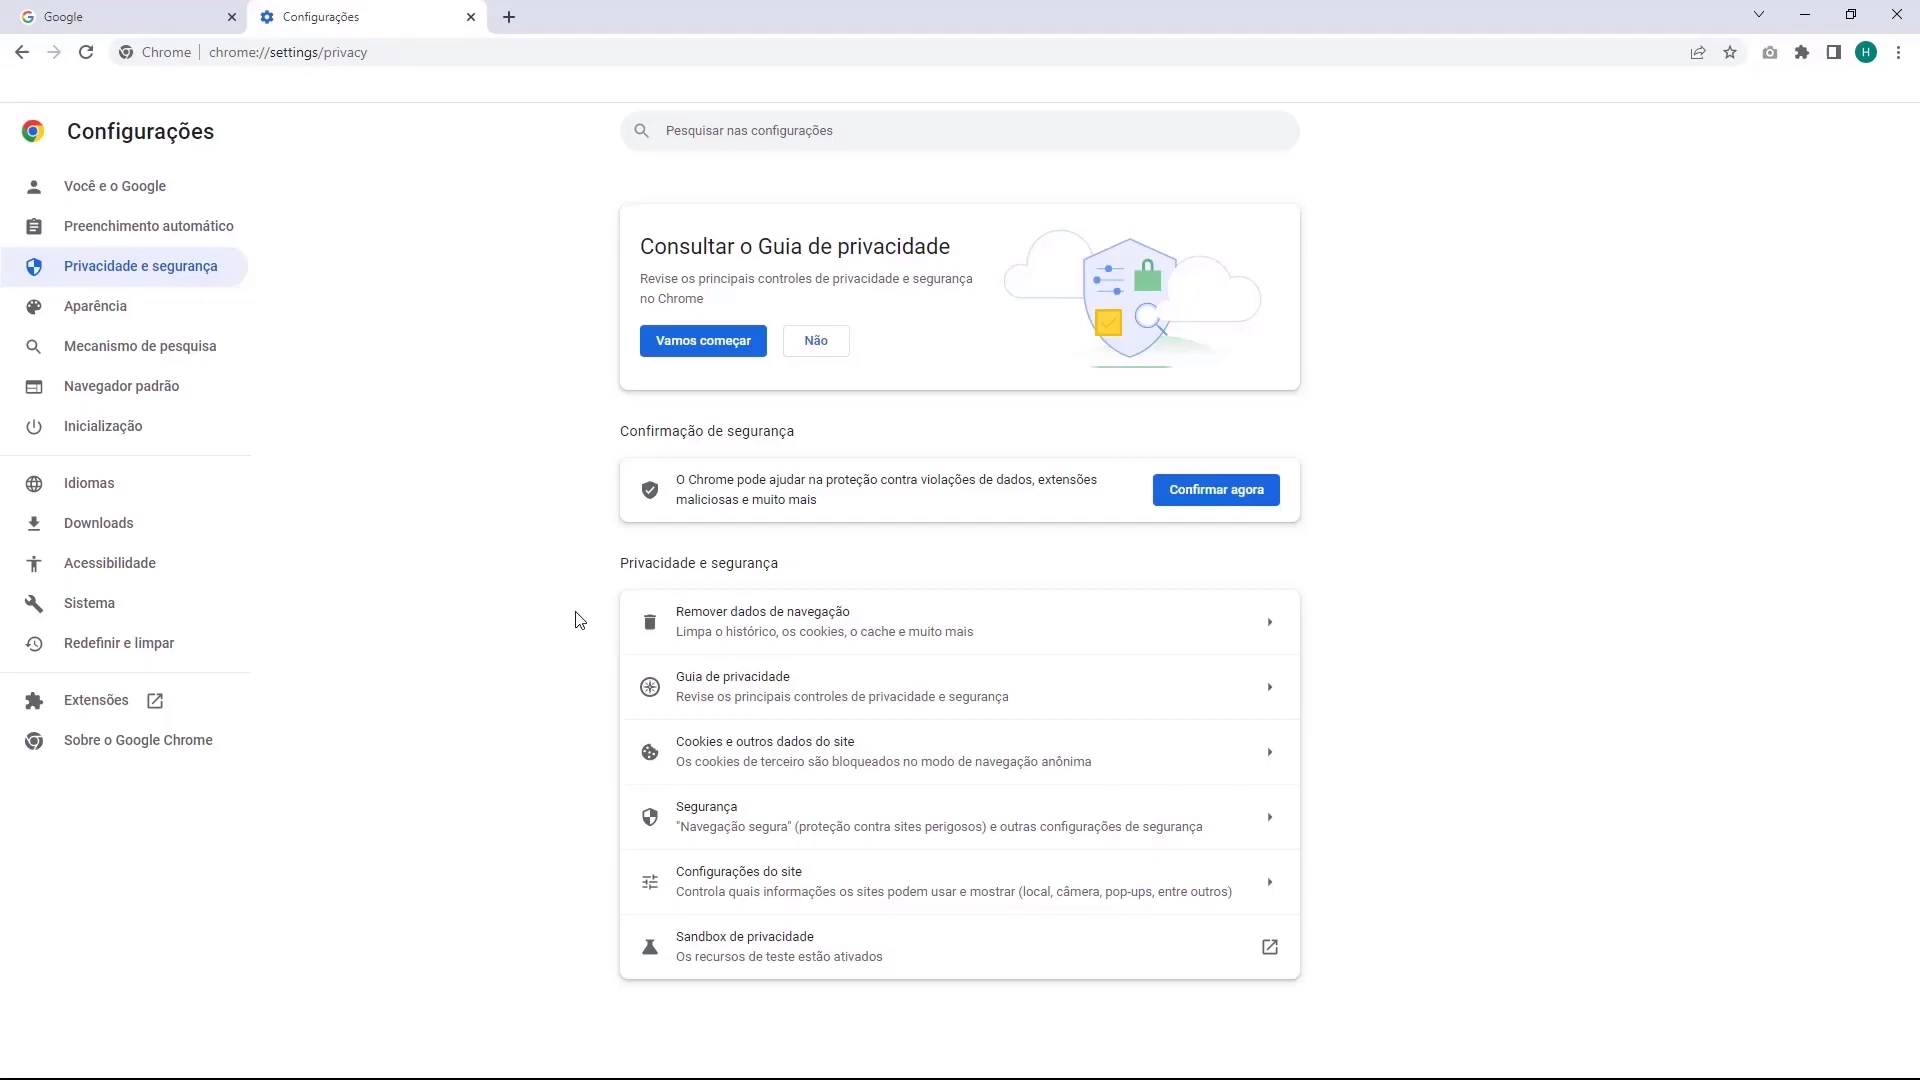 Google
Configurações
Chrome
chrome://settings/privacy
H
Configurações
Pesquisar nas configurações
Você e o Google
Preenchimento automático
Privacidade e segurança
Aparência
Mecanismo de pesquisa
Navegador padrão
Inicialização
Idiomas
Downloads
Acessibilidade
Sistema
Redefinir e limpar
Extensões
Sobre o Google Chrome
Consultar o Guia de privacidade
Revise os principais controles de privacidade e segurança
no Chrome
Vamos começar
Não
Confirmação de segurança
O Chrome pode ajudar na proteção contra violações de dados, extensões
maliciosas e muito mais
Confirmar agora
Privacidade e segurança
Remover dados de navegação
Limpa o histórico, os cookies, o cache e muito mais
Guia de privacidade
Revise os principais controles de privacidade e segurança
Cookies e outros dados do site
Os cookies de terceiro são bloqueados no modo de navegação anônima
Segurança
"Navegação segura" (proteção contra sites perigosos) e outras configurações de segurança
Configurações do site
Controla quais informações os sites podem usar e mostrar (local, câmera, pop-ups, entre outros)
Sandbox de privacidade
Os recursos de teste estão ativados